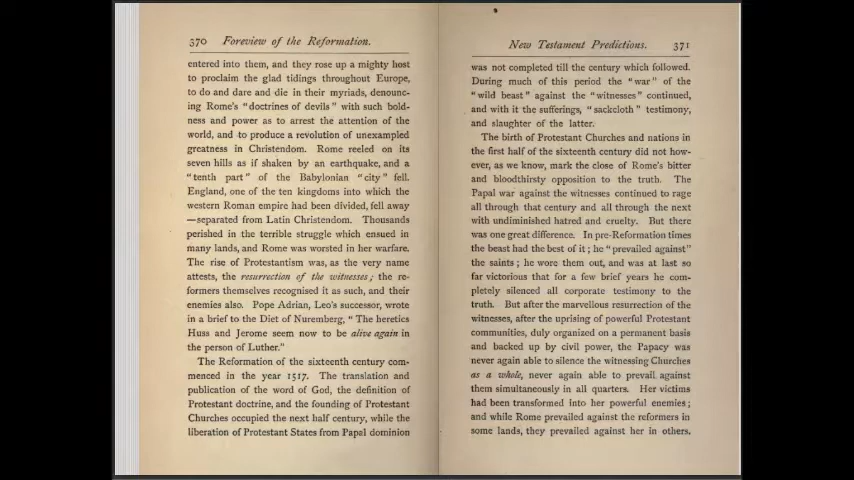 370 Foreview of the Reformation.
entered into them, and they rose up a mighty host
to proclaim the glad tidings throughout Europe,
to do and dare and die in their myriads, denounc-
ing Rome's "doctrines of devils" with such bold-
ness and power as to arrest the attention of the
world, and to produce a revolution of unexampled
greatness in Christendom. Rome reeled on its
seven hills as if shaken by an earthquake, and a
"tenth part" of the Babylonian "city" fell.
England, one of the ten kingdoms into which the
western Roman empire had been divided, fell away
—separated from Latin Christendom. Thousands
perished in the terrible struggle which ensued in
many lands, and Rome was worsted in her warfare.
The rise of Protestantism was, as the very name
attests, the resurrection of the witnesses; the re-
formers themselves recognised it as such, and their
enemies also. Pope Adrian, Leo's successor, wrote
in a brief to the Diet of Nuremberg, "The heretics
Huss and Jerome seem now to be alive again in
the person of Luther."
The Reformation of the sixteenth century com-
menced in the year 1517. The translation and
publication of the word of God, the definition of
Protestant doctrine, and the founding of Protestant
Churches occupied the next half century, while the
liberation of Protestant States from Papal dominion
New Testament Predictions. 371
was not completed till the century which followed.
During much of this period the "war" of the
"wild beast" against the "witnesses" continued,
and with it the sufferings, "sackcloth" testimony,
and slaughter of the latter.
The birth of Protestant Churches and nations in
the first half of the sixteenth century did not how-
ever, as we know, mark the close of Rome's bitter
and bloodthirsty opposition to the truth. The
Papal war against the witnesses continued to rage
all through that century and all through the next
with undiminished hatred and cruelty. But there
was one great difference. In pre-Reformation times
the beast had the best of it; he "prevailed against"
the saints; he wore them out, and was at last so
far victorious that for a few brief years he com-
pletely silenced all corporate testimony to the
truth. But after the marvellous resurrection of the
witnesses, after the uprising of powerful Protestant
communities, duly organized on a permanent basis
and backed up by civil power, the Papacy was
never again able to silence the witnessing Churches
as a whole, never again able to prevail against
them simultaneously in all quarters. Her victims
had been transformed into her powerful enemies;
and while Rome prevailed against the reformers in
some lands, they prevailed against her in others.